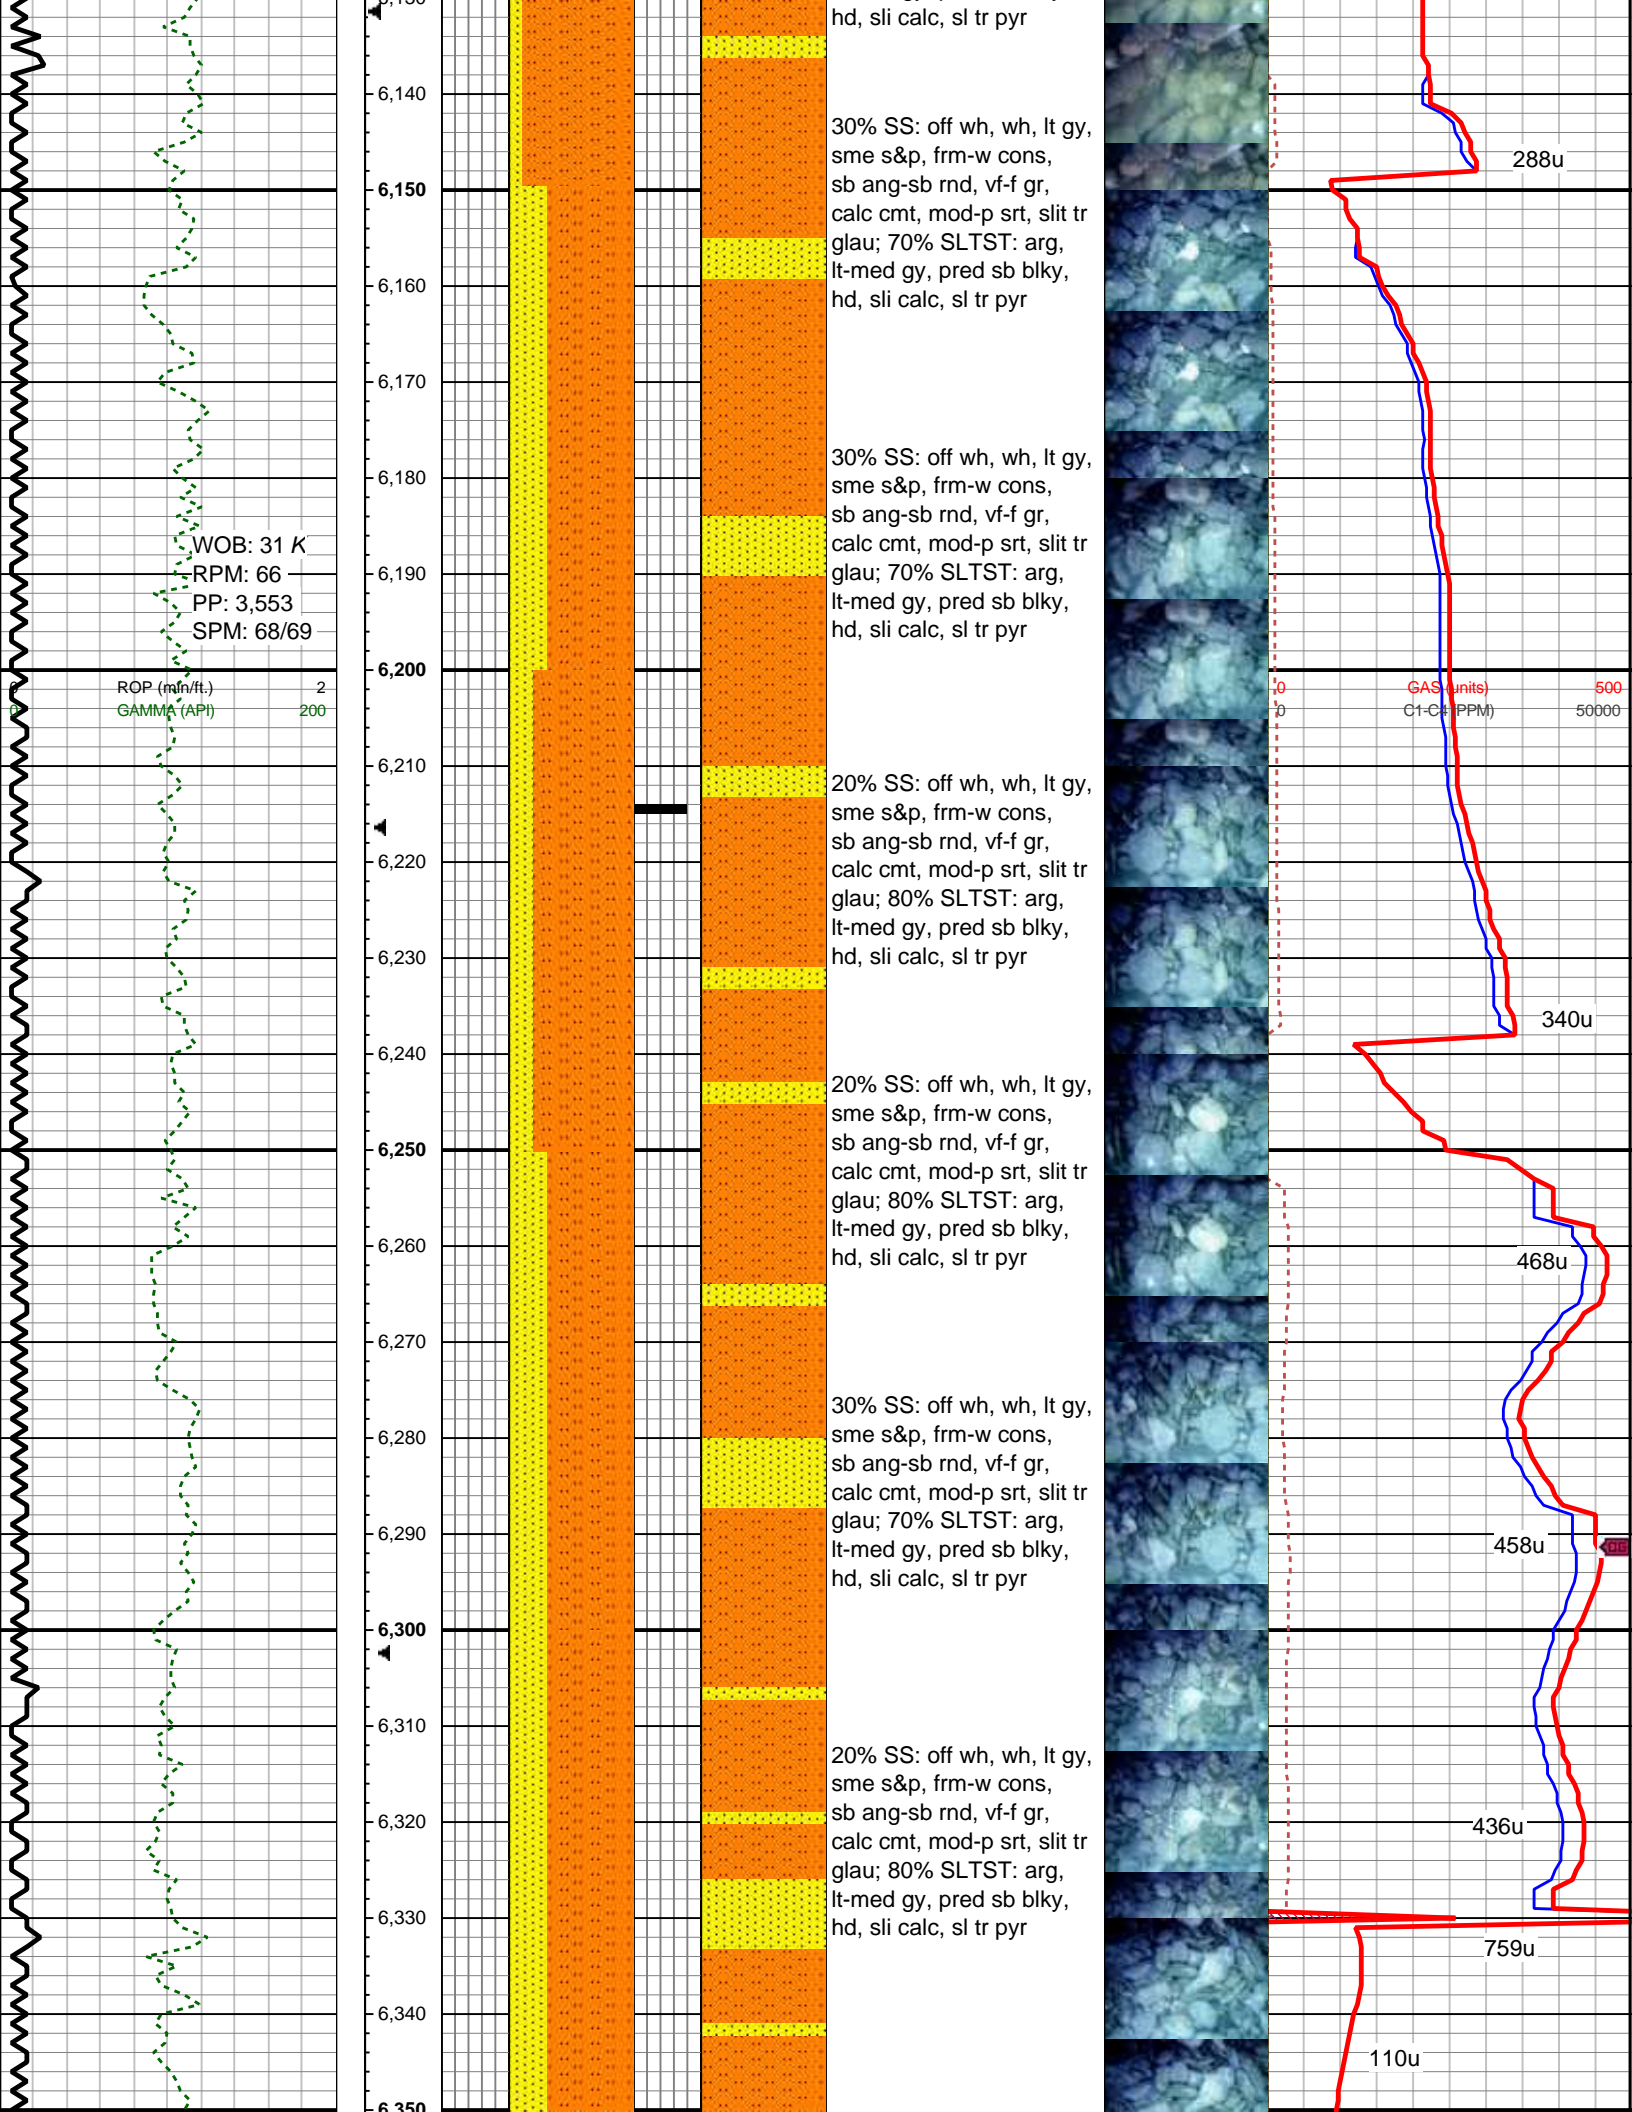 hd, sli calc, sl tr pyr
6,140
30% SS: off wh, wh, lt gy,
sme s&p, frm-w cons,
sb ang-sb rnd, vf-f gr,
calc cmt, mod-p srt, slit tr
glau; 70% SLTST: arg,
lt-med gy, pred sb blky,
hd, sli calc, sl tr pyr
288u
6,150
6,160
6,170
6,180
30% SS: off wh, wh, lt gy,
sme s&p, frm-w cons,
sb ang-sb rnd, vf-f gr,
calc cmt, mod-p srt, slit tr
glau; 70% SLTST: arg,
lt-med gy, pred sb blky,
hd, sli calc, sl tr pyr
WOB: 31 K
RPM: 66
PP: 3,553
SPM: 68/69
6,190
6,200
0 ROP (min/ft.) 2
0 GAMMA (API) 200
0 GAS (units) 500
0 C1-C4 (PPM) 50000
6,210
20% SS: off wh, wh, lt gy,
sme s&p, frm-w cons,
sb ang-sb rnd, vf-f gr,
calc cmt, mod-p srt, slit tr
glau; 80% SLTST: arg,
lt-med gy, pred sb blky,
hd, sli calc, sl tr pyr
6,220
6,230
340u
6,240
20% SS: off wh, wh, lt gy,
sme s&p, frm-w cons,
sb ang-sb rnd, vf-f gr,
calc cmt, mod-p srt, slit tr
glau; 80% SLTST: arg,
lt-med gy, pred sb blky,
hd, sli calc, sl tr pyr
6,250
6,260
468u
6,270
30% SS: off wh, wh, lt gy,
sme s&p, frm-w cons,
sb ang-sb rnd, vf-f gr,
calc cmt, mod-p srt, slit tr
glau; 70% SLTST: arg,
lt-med gy, pred sb blky,
hd, sli calc, sl tr pyr
6,280
6,290
458u
6,300
6,310
20% SS: off wh, wh, lt gy,
sme s&p, frm-w cons,
sb ang-sb rnd, vf-f gr,
calc cmt, mod-p srt, slit tr
glau; 80% SLTST: arg,
lt-med gy, pred sb blky,
hd, sli calc, sl tr pyr
6,320
436u
6,330
759u
6,340
110u
6,350